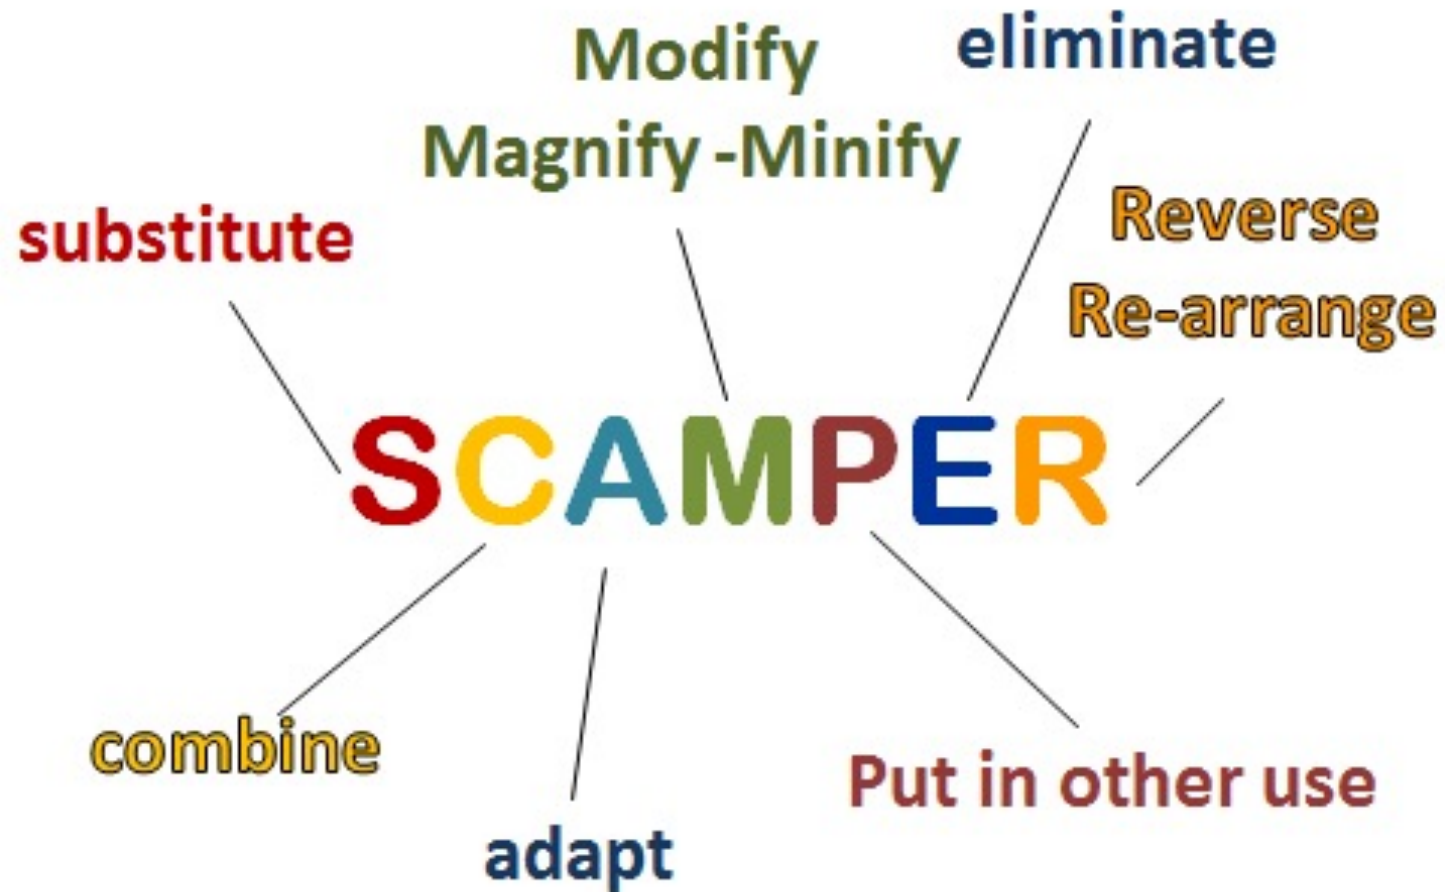 Modify
Magnify -Minify
eliminate
substitute
Reverse
Re-arrange
SCAMPER
combine
adapt
Put in other use